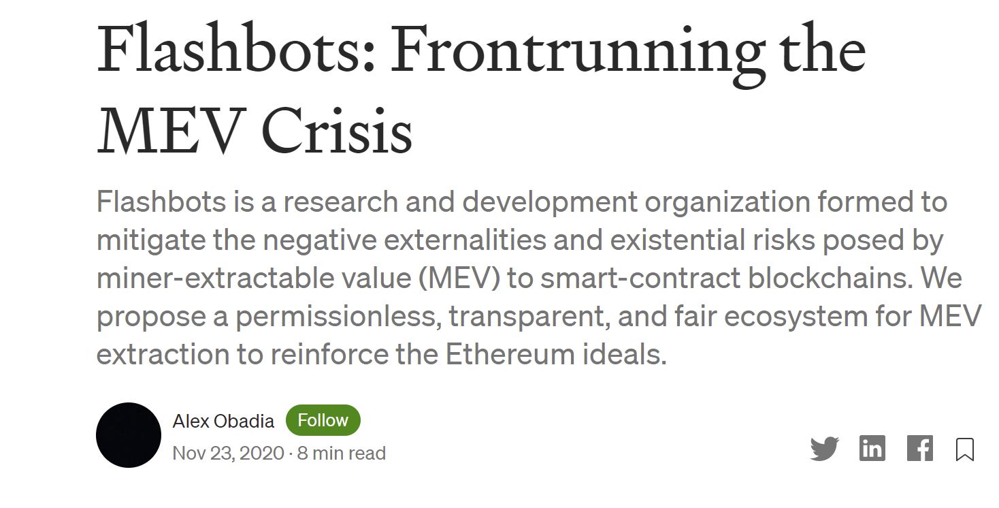 Flashbots: Frontrunning the
MEV Crisis
Flashbots is a research and development organization formed to
mitigate the negative externalities and existential risks posed by
miner-extractable value (MEV) to smart-contract blockchains. We
propose a permissionless, transparent, and fair ecosystem for MEV
extraction to reinforce the Ethereum ideals.
Alex Obadia Follow
Nov 23, 2020 · 8 min read